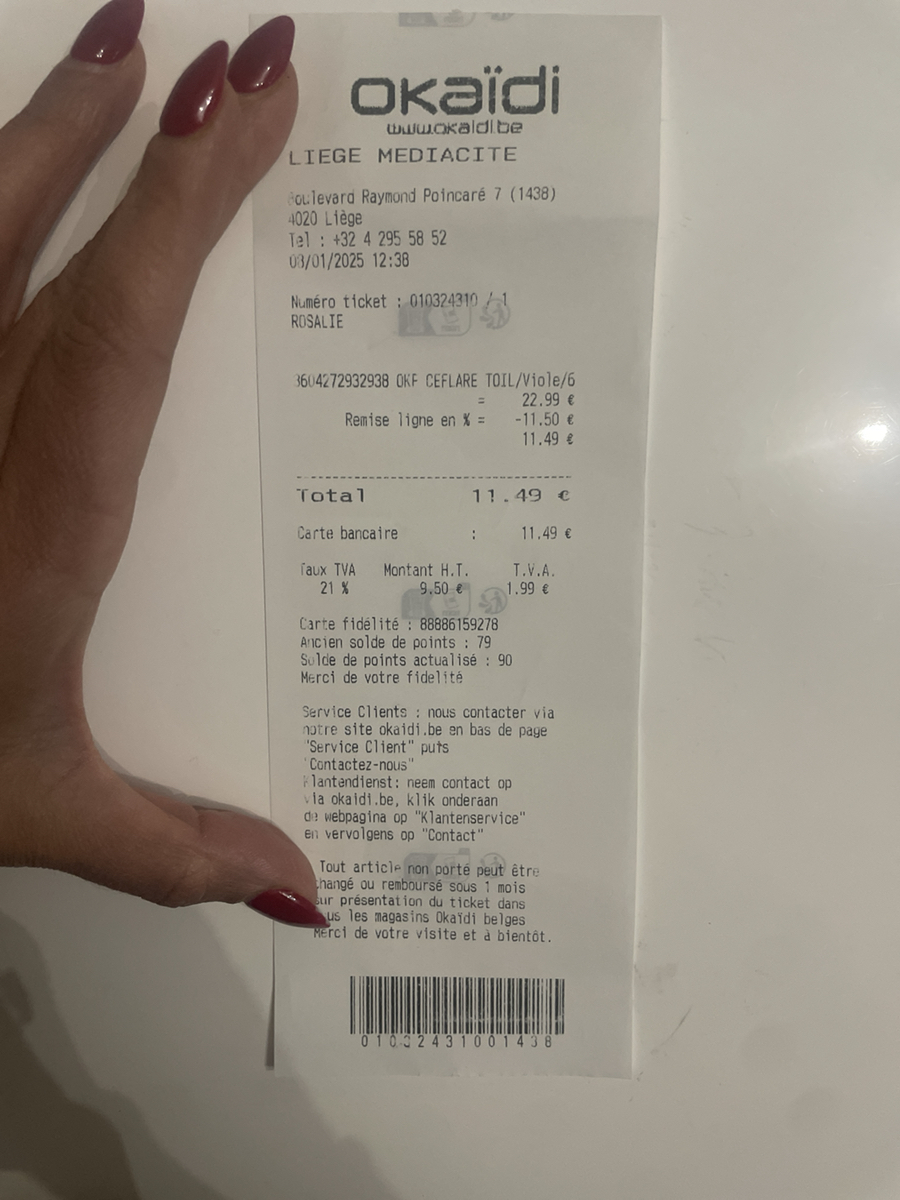 oKaïdi
www.okaidi.be
LIEGE MEDIACITE
Boulevard Raymond Poincaré 7 (1438)
4020 Liège
Tel : +32 4 295 58 52
08/01/2025 12:38
Numéro ticket : 010324310 / 1
ROSALIE
3604272932938 OKF CEFLARE TOIL/Viole/6
= 22.99 €
Remise ligne en % = -11.50 €
11.49 €
Total 11.49 €
Carte bancaire : 11.49 €
Taux TVA Montant H.T. T.V.A.
21 % 9.50 € 1.99 €
Carte fidélité : 88886159278
Ancien solde de points : 79
Solde de points actualisé : 90
Merci de votre fidelité
Service Clients : nous contacter via
notre site okaidi.be en bas de page
"Service Client" puis
"Contactez-nous"
Klantendienst: neem contact op
via okaidi.be, klik onderaan
de webpagina op "Klantenservice"
en vervolgens op "Contact"
Tout article non porté peut être
changé ou remboursé sous 1 mois
sur présentation du ticket dans
us les magasins Okaïdi belges
Merci de votre visite et à bientôt.
01032431001438